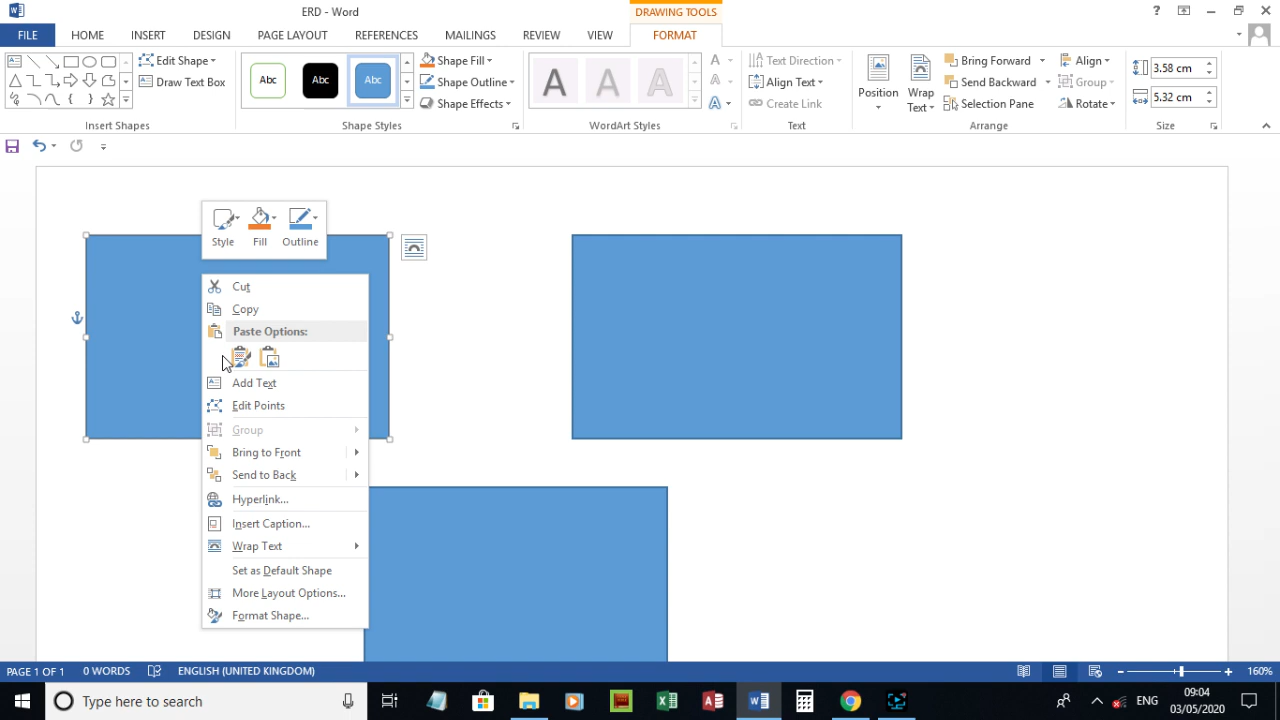 ERD - Word
DRAWING TOOLS
?
FILE
HOME
INSERT
DESIGN
PAGE LAYOUT
REFERENCES
MAILINGS
REVIEW
VIEW
FORMAT
Edit Shape
Draw Text Box
Insert Shapes
Abc
Abc
Abc
Shape Fill
Shape Outline
Shape Effects
Shape Styles
A
A
A
A
A
A
WordArt Styles
Text Direction
Align Text
Create Link
Text
Position
Wrap
Text
Bring Forward
Send Backward
Selection Pane
Align
Group
Rotate
Arrange
3.58 cm
5.32 cm
Size
Style
Fill
Outline
Cut
Copy
Paste Options:
Add Text
Edit Points
Group
Bring to Front
Send to Back
Hyperlink...
Insert Caption...
Wrap Text
Set as Default Shape
More Layout Options...
Format Shape...
PAGE 1 OF 1
0 WORDS
ENGLISH (UNITED KINGDOM)
160%
Type here to search
ENG
09:04
03/05/2020